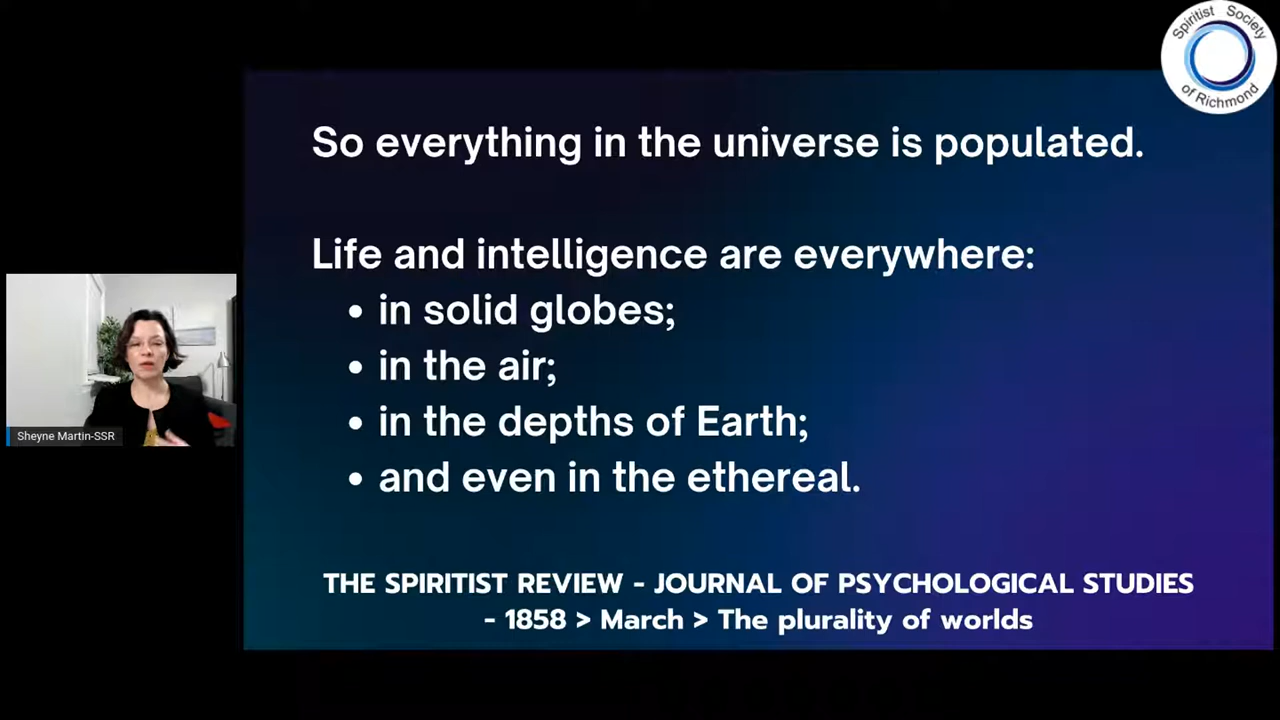 Spiritist Society
of Richmond
So everything in the universe is populated.
Life and intelligence are everywhere:
• in solid globes;
• in the air;
• in the depths of Earth;
• and even in the ethereal.
Sheyne Martin-SSR
THE SPIRITIST REVIEW - JOURNAL OF PSYCHOLOGICAL STUDIES
- 1858 > March > The plurality of worlds